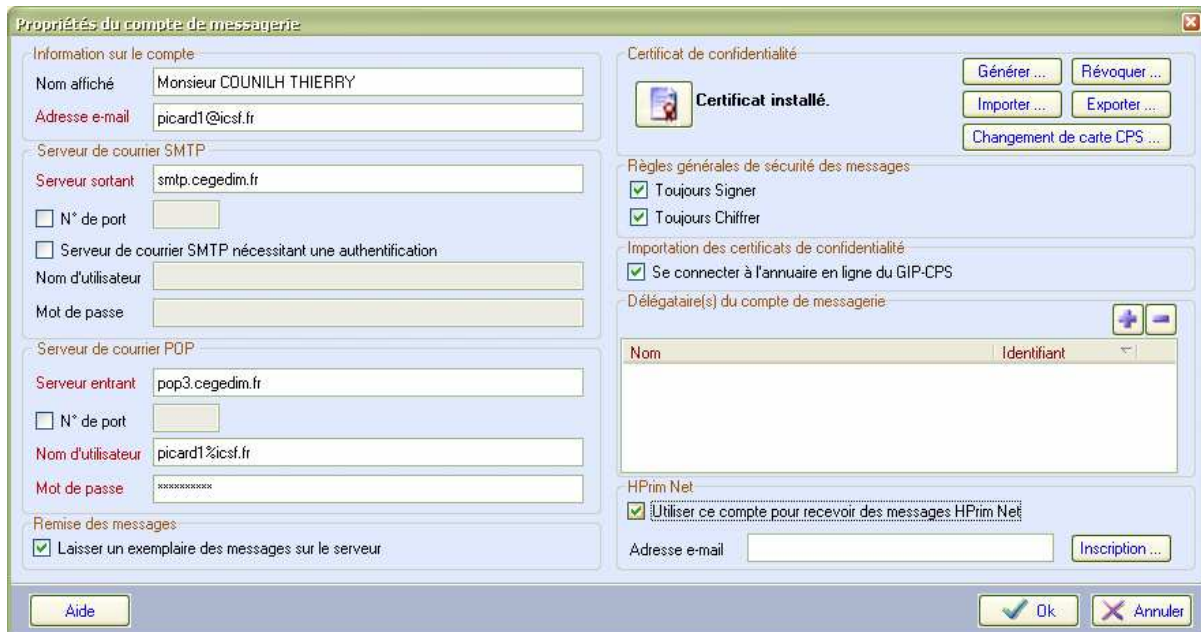 Propriétés du compte de messagerie
Information sur le compte
Nom affiché
Monsieur COUNILH THIERRY
Adresse e-mail
picard1@icsf.fr
Serveur de courrier SMTP
Serveur sortant
smtp.cegedim.fr
N° de port
Serveur de courrier SMTP nécessitant une authentification
Nom d'utilisateur
Mot de passe
Serveur de courrier POP
Serveur entrant
pop3.cegedim.fr
N° de port
Nom d'utilisateur
picard1%icsf.fr
Mot de passe
**********
Remise des messages
Laisser un exemplaire des messages sur le serveur
Certificat de confidentialité
Certificat installé.
Générer ...
Révoquer ...
Importer ...
Exporter ...
Changement de carte CPS ...
Règles générales de sécurité des messages
Toujours Signer
Toujours Chiffrer
Importation des certificats de confidentialité
Se connecter à l'annuaire en ligne du GIP-CPS
Délégataire(s) du compte de messagerie
Nom
Identifiant
HPrim Net
Utiliser ce compte pour recevoir des messages HPrim Net
Adresse e-mail
Inscription ...
Aide
Ok
Annuler